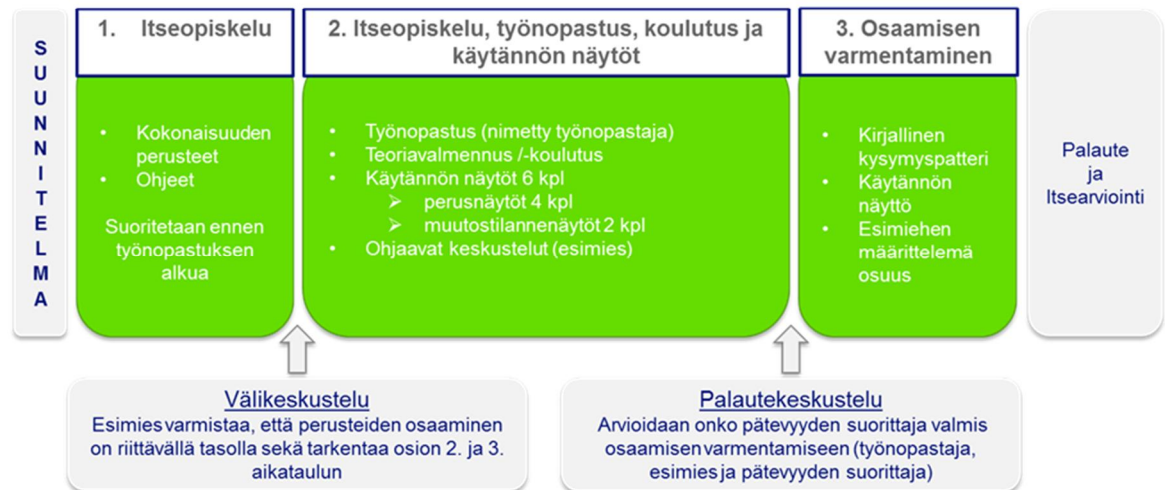 SUUNNITELMA
1. Itseopiskelu
• Kokonaisuuden
perusteet
• Ohjeet
Suoritetaan ennen
työnopastuksen
alkua
2. Itseopiskelu, työnopastus, koulutus ja
käytännön näytöt
• Työnopastus (nimetty työnopastaja)
• Teoriavalmennus /-koulutus
• Käytännön näytöt 6 kpl
➢ perusnäytöt 4 kpl
➢ muutostilannenäytöt 2 kpl
• Ohjaavat keskustelut (esimies)
3. Osaamisen
varmentaminen
• Kirjallinen
kysymyspatteri
• Käytännön
näyttö
• Esimiehen
määrittelemä
osuus
Palaute
ja
Itsearviointi
Välikeskustelu
Esimies varmistaa, että perusteiden osaaminen
on riittävällä tasolla sekä tarkentaa osion 2. ja 3.
aikataulun
Palautekeskustelu
Arvioidaan onko pätevyyden suorittaja valmis
osaamisen varmentamiseen (työnopastaja,
esimies ja pätevyyden suorittaja)